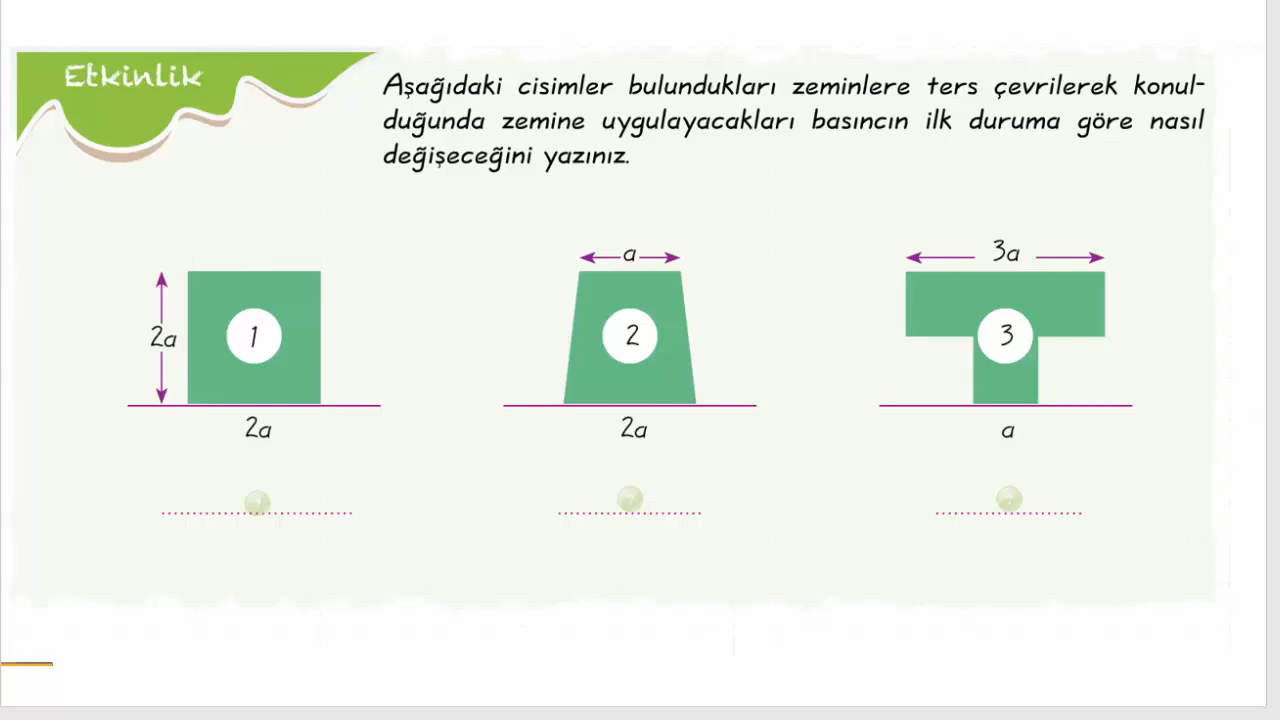 Etkinlik
Aşağıdaki cisimler bulundukları zeminlere ters çevrilerek konul-
duğunda zemine uygulayacakları basıncın ilk duruma göre nasıl
değişeceğini yazınız.
a
3a
2a
1
2
3
2a
2a
a
?
?
?